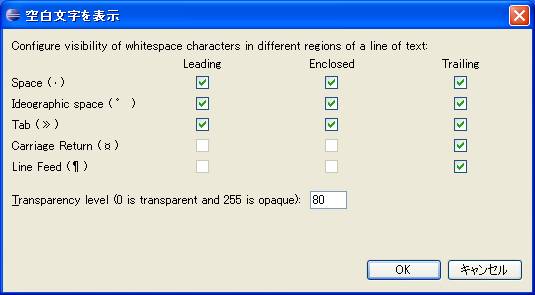 空白文字を表示
Configure visibility of whitespace characters in different regions of a line of text:
Leading Enclosed Trailing
Space (·)
Ideographic space (° )
Tab (»)
Carriage Return (¤)
Line Feed (¶)
Transparency level (0 is transparent and 255 is opaque): 80
OK キャンセル